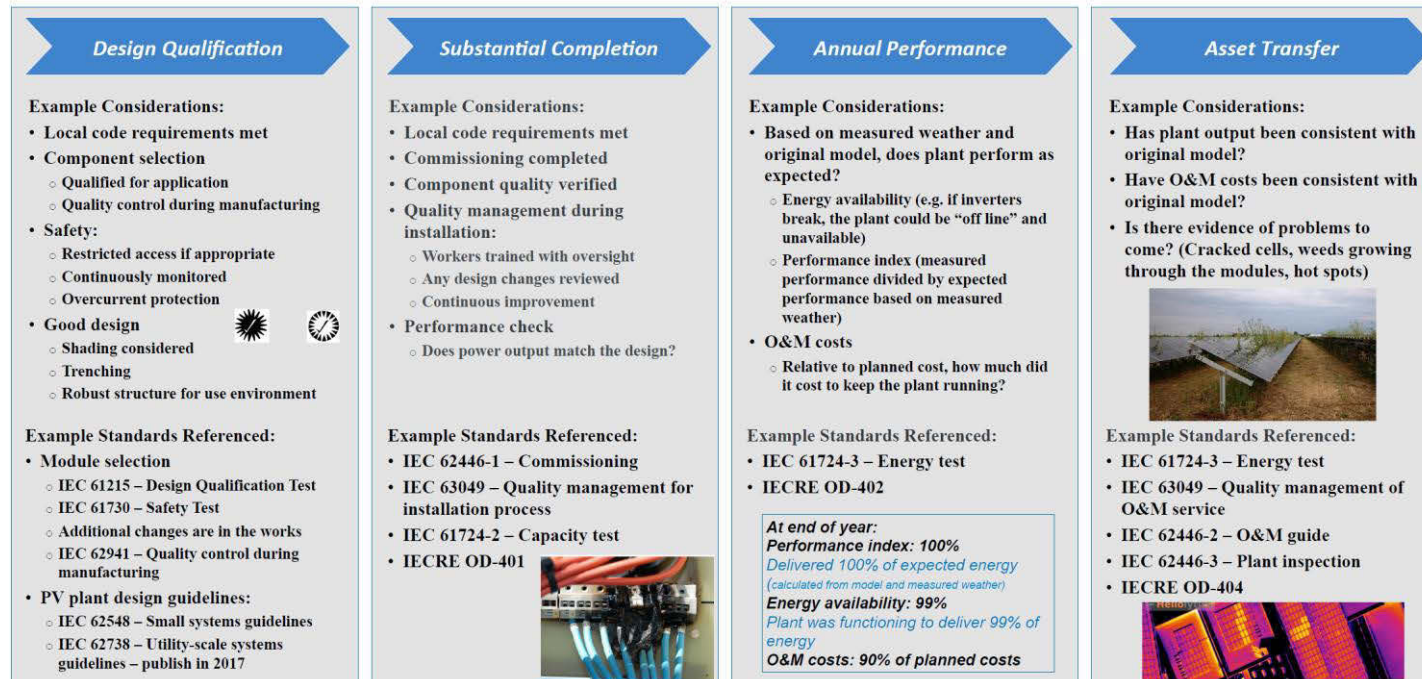 Design Qualification
Example Considerations:
• Local code requirements met
• Component selection
○ Qualified for application
○ Quality control during manufacturing
• Safety:
○ Restricted access if appropriate
○ Continuously monitored
○ Overcurrent protection
• Good design
○ Shading considered
○ Trenching
○ Robust structure for use environment
Example Standards Referenced:
• Module selection
○ IEC 61215 – Design Qualification Test
○ IEC 61730 – Safety Test
○ Additional changes are in the works
○ IEC 62941 – Quality control during
manufacturing
• PV plant design guidelines:
○ IEC 62548 – Small systems guidelines
○ IEC 62738 – Utility-scale systems
guidelines – publish in 2017
Substantial Completion
Example Considerations:
• Local code requirements met
• Commissioning completed
• Component quality verified
• Quality management during
installation:
○ Workers trained with oversight
○ Any design changes reviewed
○ Continuous improvement
• Performance check
○ Does power output match the design?
Example Standards Referenced:
• IEC 62446-1 – Commissioning
• IEC 63049 – Quality management for
installation process
• IEC 61724-2 – Capacity test
• IECRE OD-401
Annual Performance
Example Considerations:
• Based on measured weather and
original model, does plant perform as
expected?
○ Energy availability (e.g. if inverters
break, the plant could be “off line” and
unavailable)
○ Performance index (measured
performance divided by expected
performance based on measured
weather)
• O&M costs
○ Relative to planned cost, how much did
it cost to keep the plant running?
Example Standards Referenced:
• IEC 61724-3 – Energy test
• IECRE OD-402
At end of year:
Performance index: 100%
Delivered 100% of expected energy
(calculated from model and measured weather)
Energy availability: 99%
Plant was functioning to deliver 99% of
energy
O&M costs: 90% of planned costs
Asset Transfer
Example Considerations:
• Has plant output been consistent with
original model?
• Have O&M costs been consistent with
original model?
• Is there evidence of problems to
come? (Cracked cells, weeds growing
through the modules, hot spots)
Example Standards Referenced:
• IEC 61724-3 – Energy test
• IEC 63049 – Quality management of
O&M service
• IEC 62446-2 – O&M guide
• IEC 62446-3 – Plant inspection
• IECRE OD-404